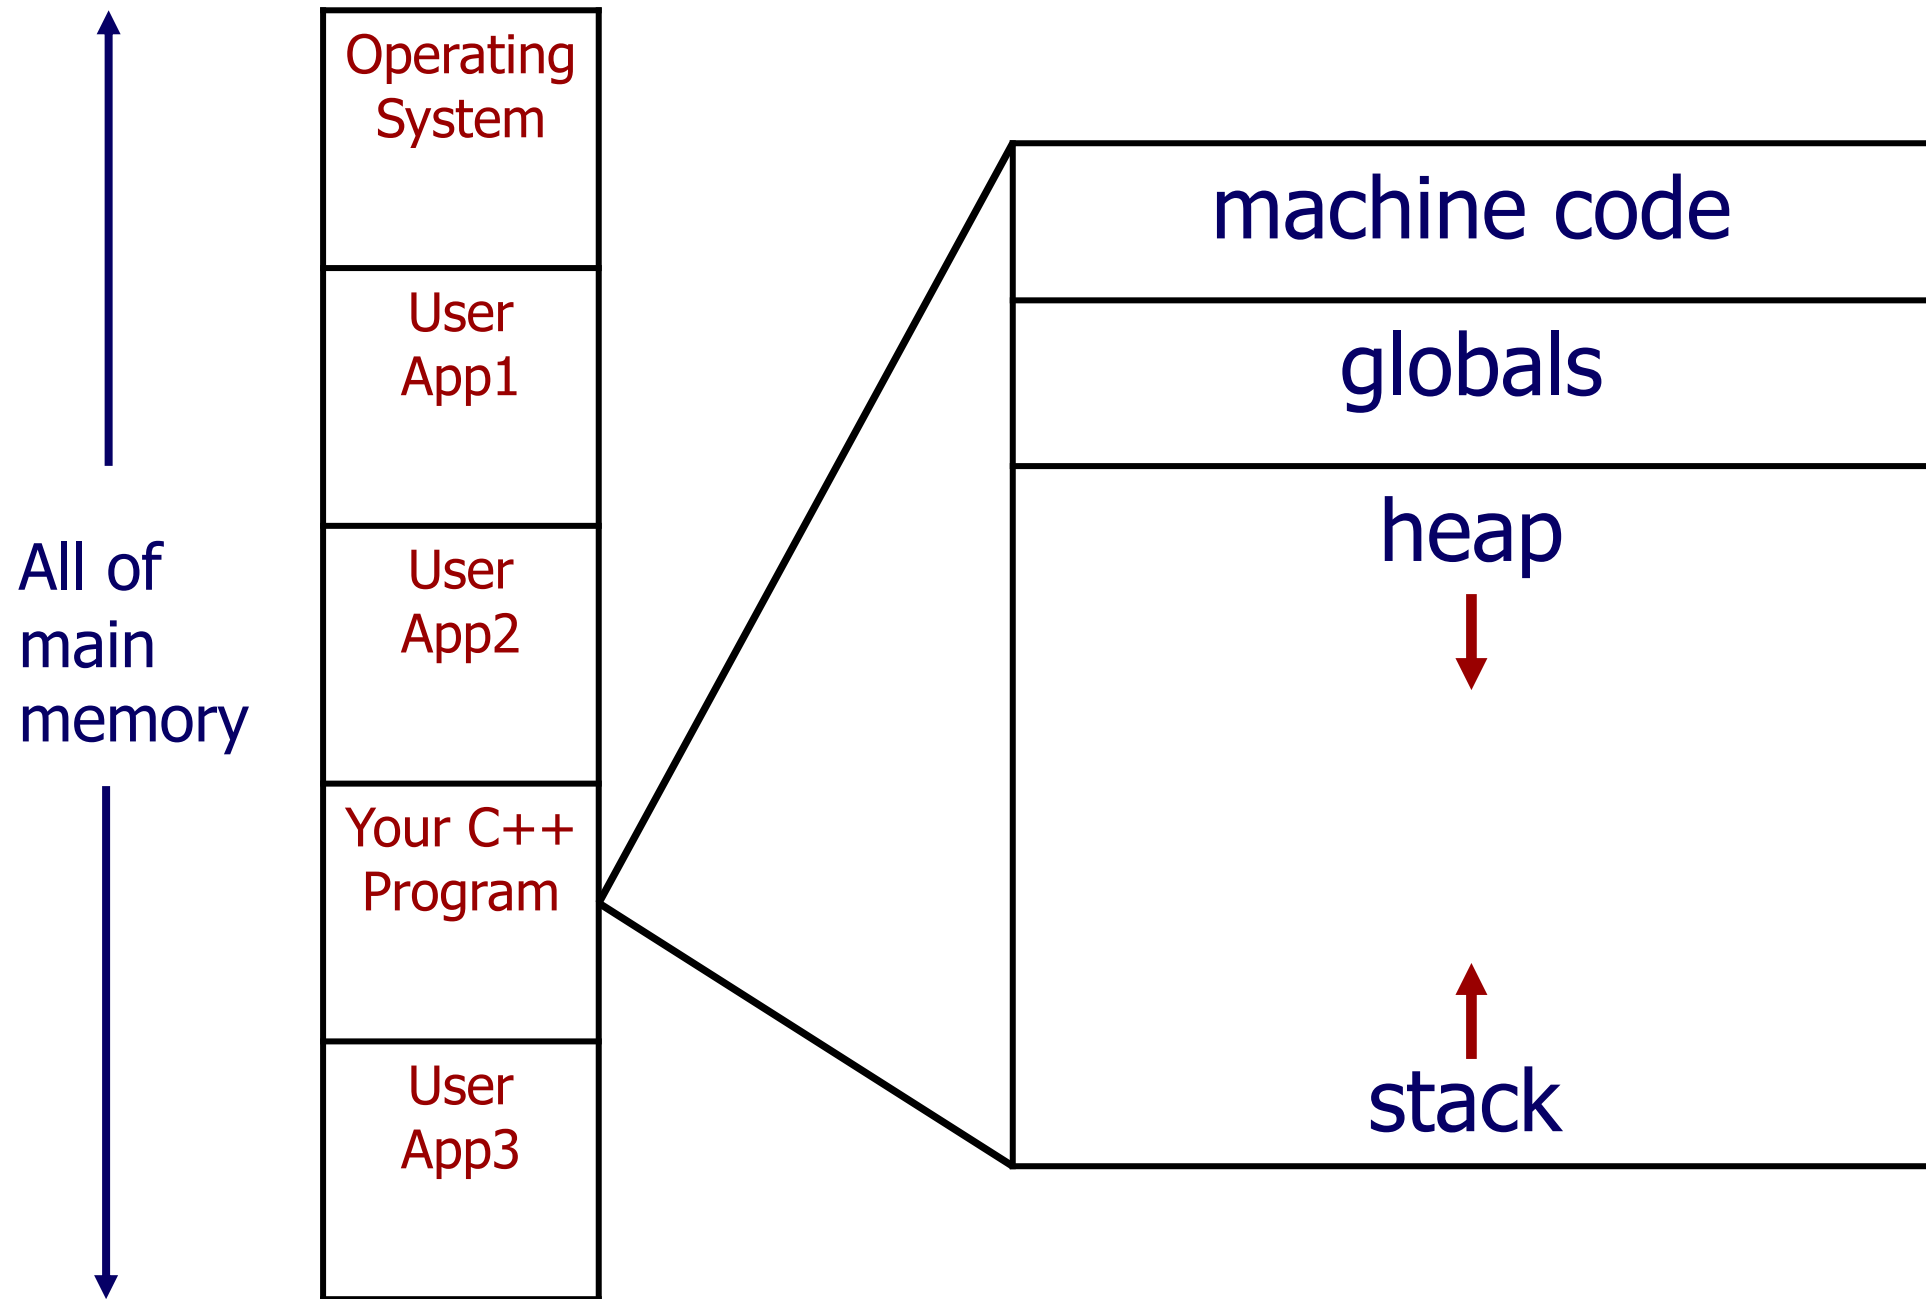 All of
main
memory
Operating
System
User
App1
User
App2
Your C++
Program
User
App3
machine code
globals
heap
stack